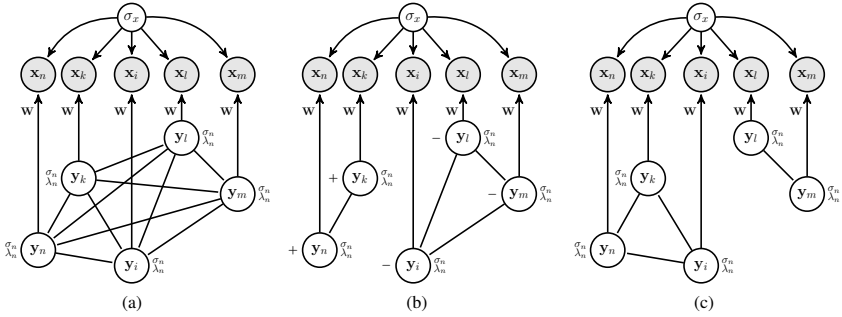 σx σx σx
xn xk xi xl xm xn xk xi xl xm xn xk xi xl xm
W W W W W W W W W W W W W W W
yl σn λn − yl σn λn yl σn λn
σn λn yk + yk σn λn σn λn yk
ym σn λn − ym σn λn ym σn λn
σn λn yn + yn σn λn σn λn yn
yi σn λn − yi σn λn yi σn λn
(a) (b) (c)